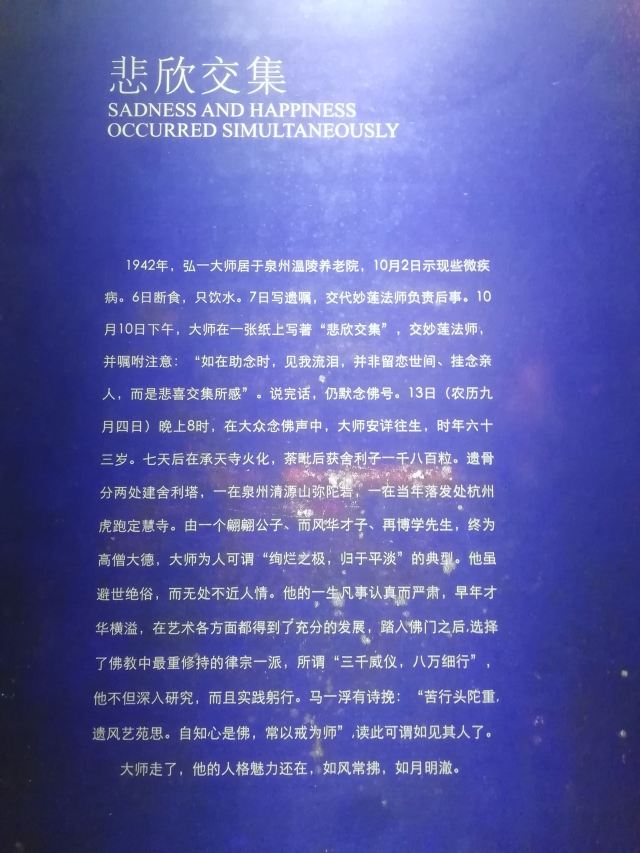 悲欣交集
SADNESS AND HAPPINESS
OCCURRED SIMULTANEOUSLY
1942年，弘一大师居于泉州温陵养老院，10月2日示现些微疾
病。6日断食，只饮水。7日写遗嘱，交代妙莲法师负责后事。10
月10日下午，大师在一张纸上写著“悲欣交集”，交妙莲法师，
并嘱咐注意：“如在助念时，见我流泪，并非留恋世间、挂念亲
人，而是悲喜交集所感”。说完话，仍默念佛号。13日（农历九
月四日）晚上8时，在大众念佛声中，大师安详往生，时年六十
三岁。七天后在承天寺火化，荼毗后获舍利子一千八百粒。遗骨
分两处建舍利塔，一在泉州清源山弥陀岩，一在当年落发处杭州
虎跑定慧寺。由一个翩翩公子、而风华才子、再博学先生，终为
高僧大德，大师为人可谓“绚烂之极，归于平淡”的典型。他虽
避世绝俗，而无处不近人情。他的一生凡事认真而严肃，早年才
华横溢，在艺术各方面都得到了充分的发展，踏入佛门之后,选择
了佛教中最重修持的律宗一派，所谓“三千威仪，八万细行”，
他不但深入研究，而且实践躬行。马一浮有诗挽：“苦行头陀重,
遗风艺苑思。自知心是佛，常以戒为师”,读此可谓如见其人了。
大师走了，他的人格魅力还在，如风常拂，如月明澈。